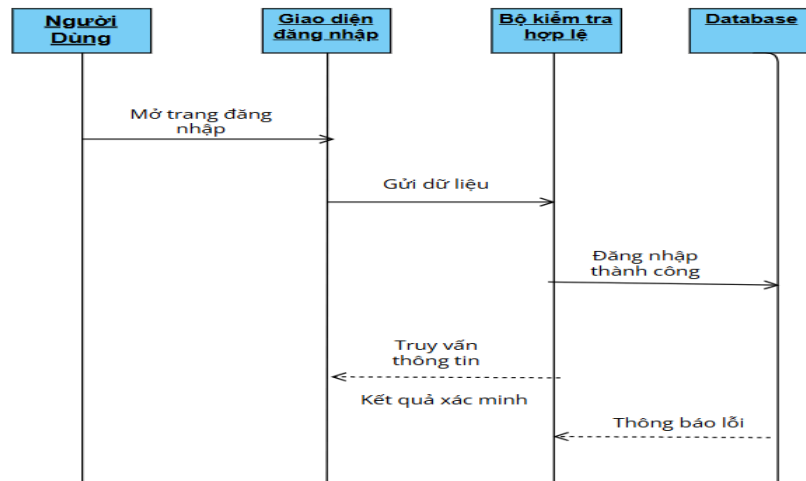 Người
Dùng
Giao diện
đăng nhập
Bộ kiểm tra
hợp lệ
Database
Mở trang đăng
nhập
Gửi dữ liệu
Đăng nhập
thành công
Truy vấn
thông tin
Kết quả xác minh
Thông báo lỗi